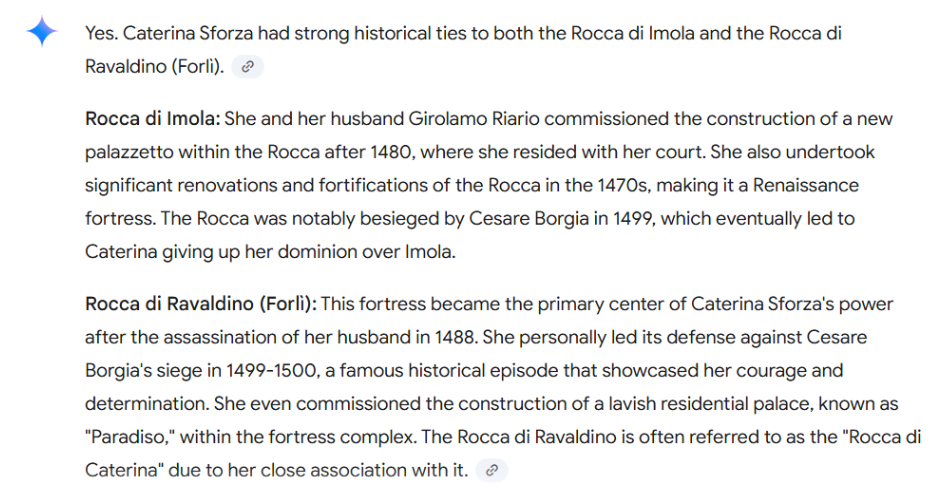 Yes. Caterina Sforza had strong historical ties to both the Rocca di Imola and the Rocca di
Ravaldino (Forlì).
Rocca di Imola: She and her husband Girolamo Riario commissioned the construction of a new
palazzetto within the Rocca after 1480, where she resided with her court. She also undertook
significant renovations and fortifications of the Rocca in the 1470s, making it a Renaissance
fortress. The Rocca was notably besieged by Cesare Borgia in 1499, which eventually led to
Caterina giving up her dominion over Imola.
Rocca di Ravaldino (Forlì): This fortress became the primary center of Caterina Sforza's power
after the assassination of her husband in 1488. She personally led its defense against Cesare
Borgia's siege in 1499-1500, a famous historical episode that showcased her courage and
determination. She even commissioned the construction of a lavish residential palace, known as
"Paradiso," within the fortress complex. The Rocca di Ravaldino is often referred to as the "Rocca di
Caterina" due to her close association with it.